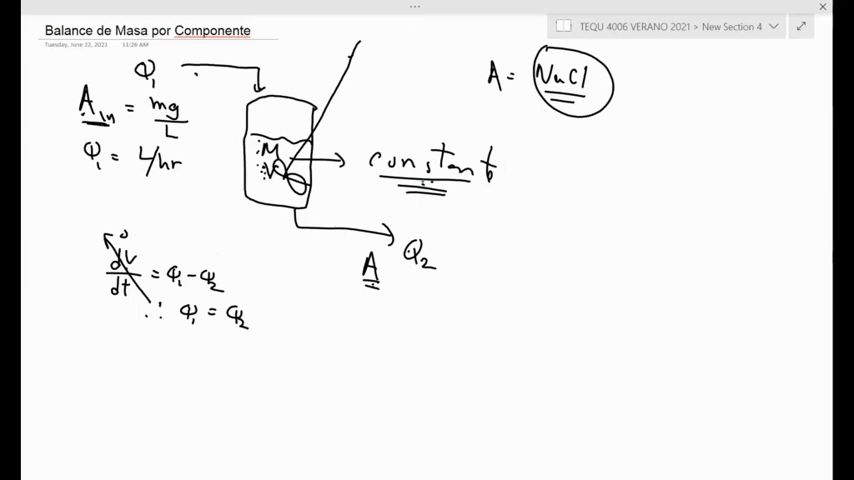 Balance de Masa por Componente
Tuesday, June 22, 2021 11:26 AM
TEQU 4006 VERANO 2021 > New Section 4
Q1
A = NaCl
Ain = mg/L
Q1 = L/hr
M
V
constant
Q2
A
0
dV/dt = Q1 - Q2
∴ Q1 = Q2